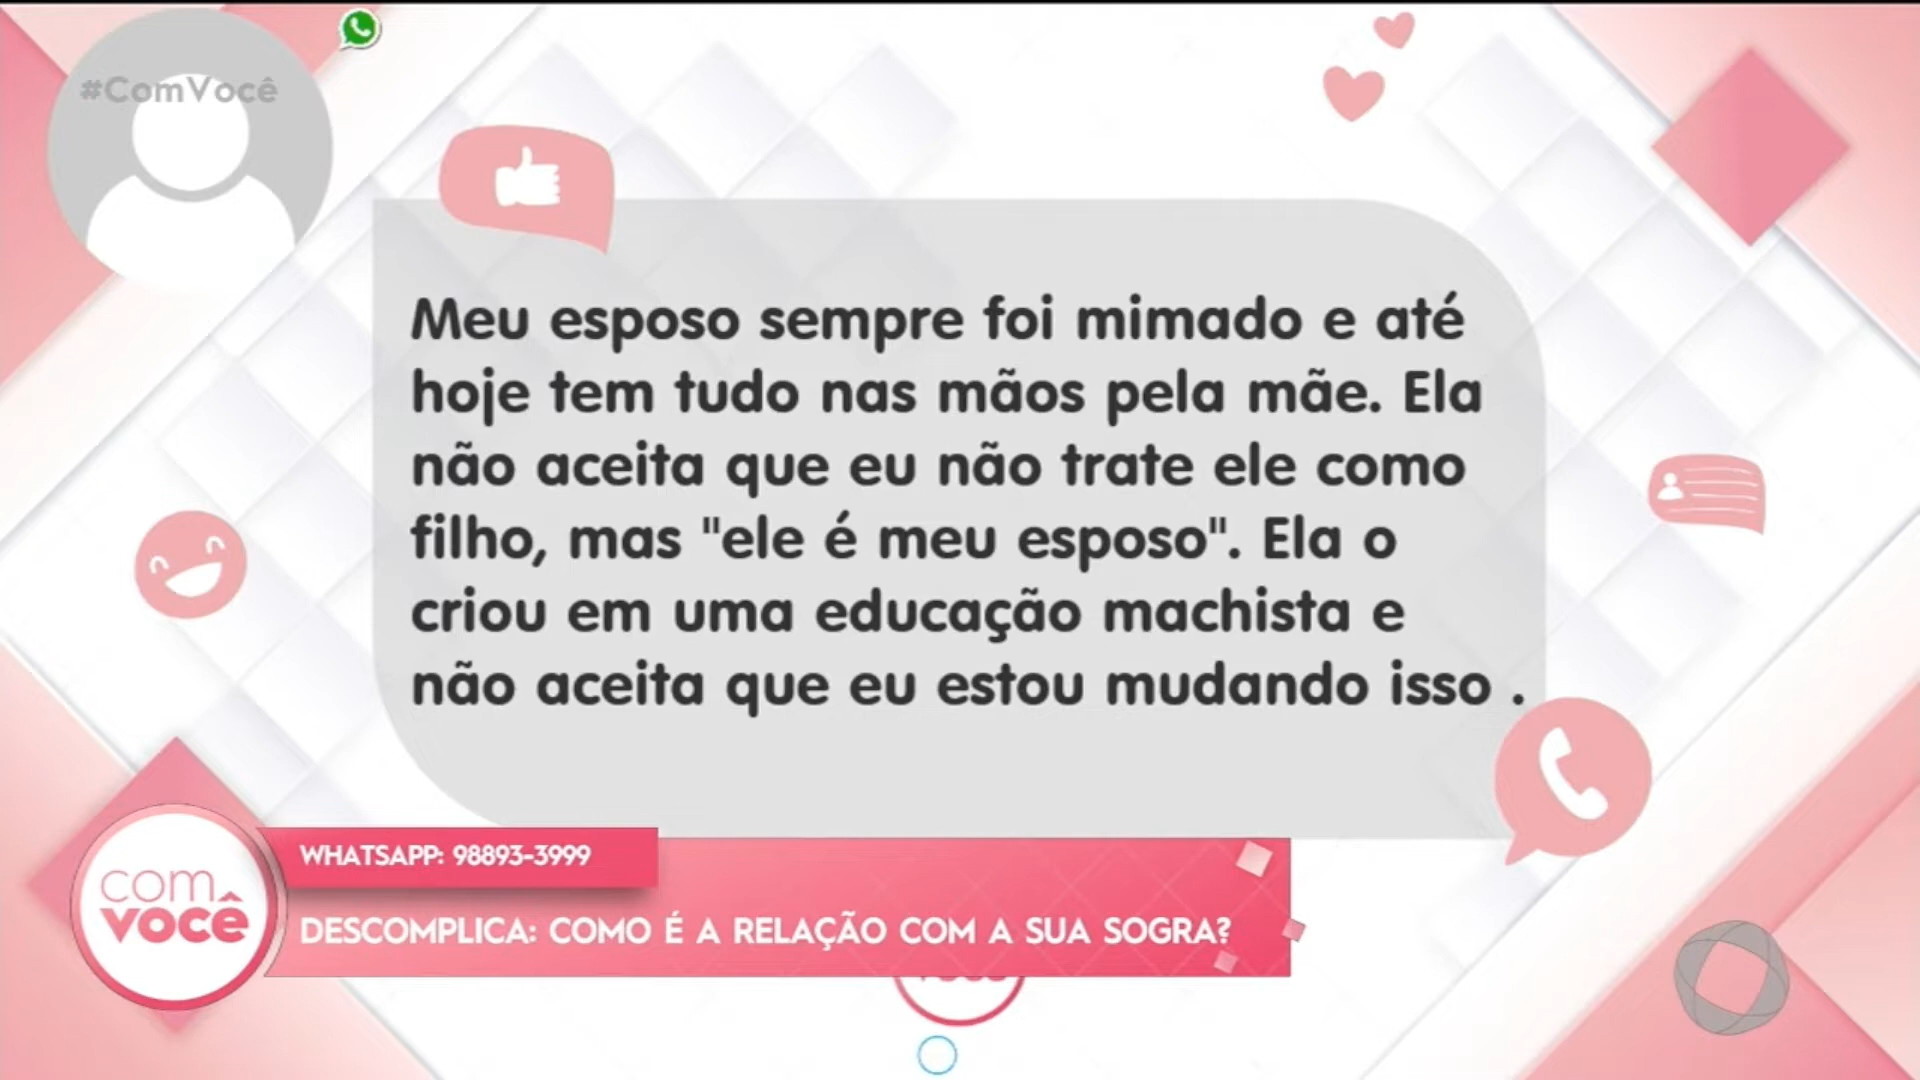 #ComVocê
Meu esposo sempre foi mimado e até
hoje tem tudo nas mãos pela mãe. Ela
não aceita que eu não trate ele como
filho, mas "ele é meu esposo". Ela o
criou em uma educação machista e
não aceita que eu estou mudando isso .
WHATSAPP: 98893-3999
com
você
DESCOMPLICA: COMO É A RELAÇÃO COM A SUA SOGRA?